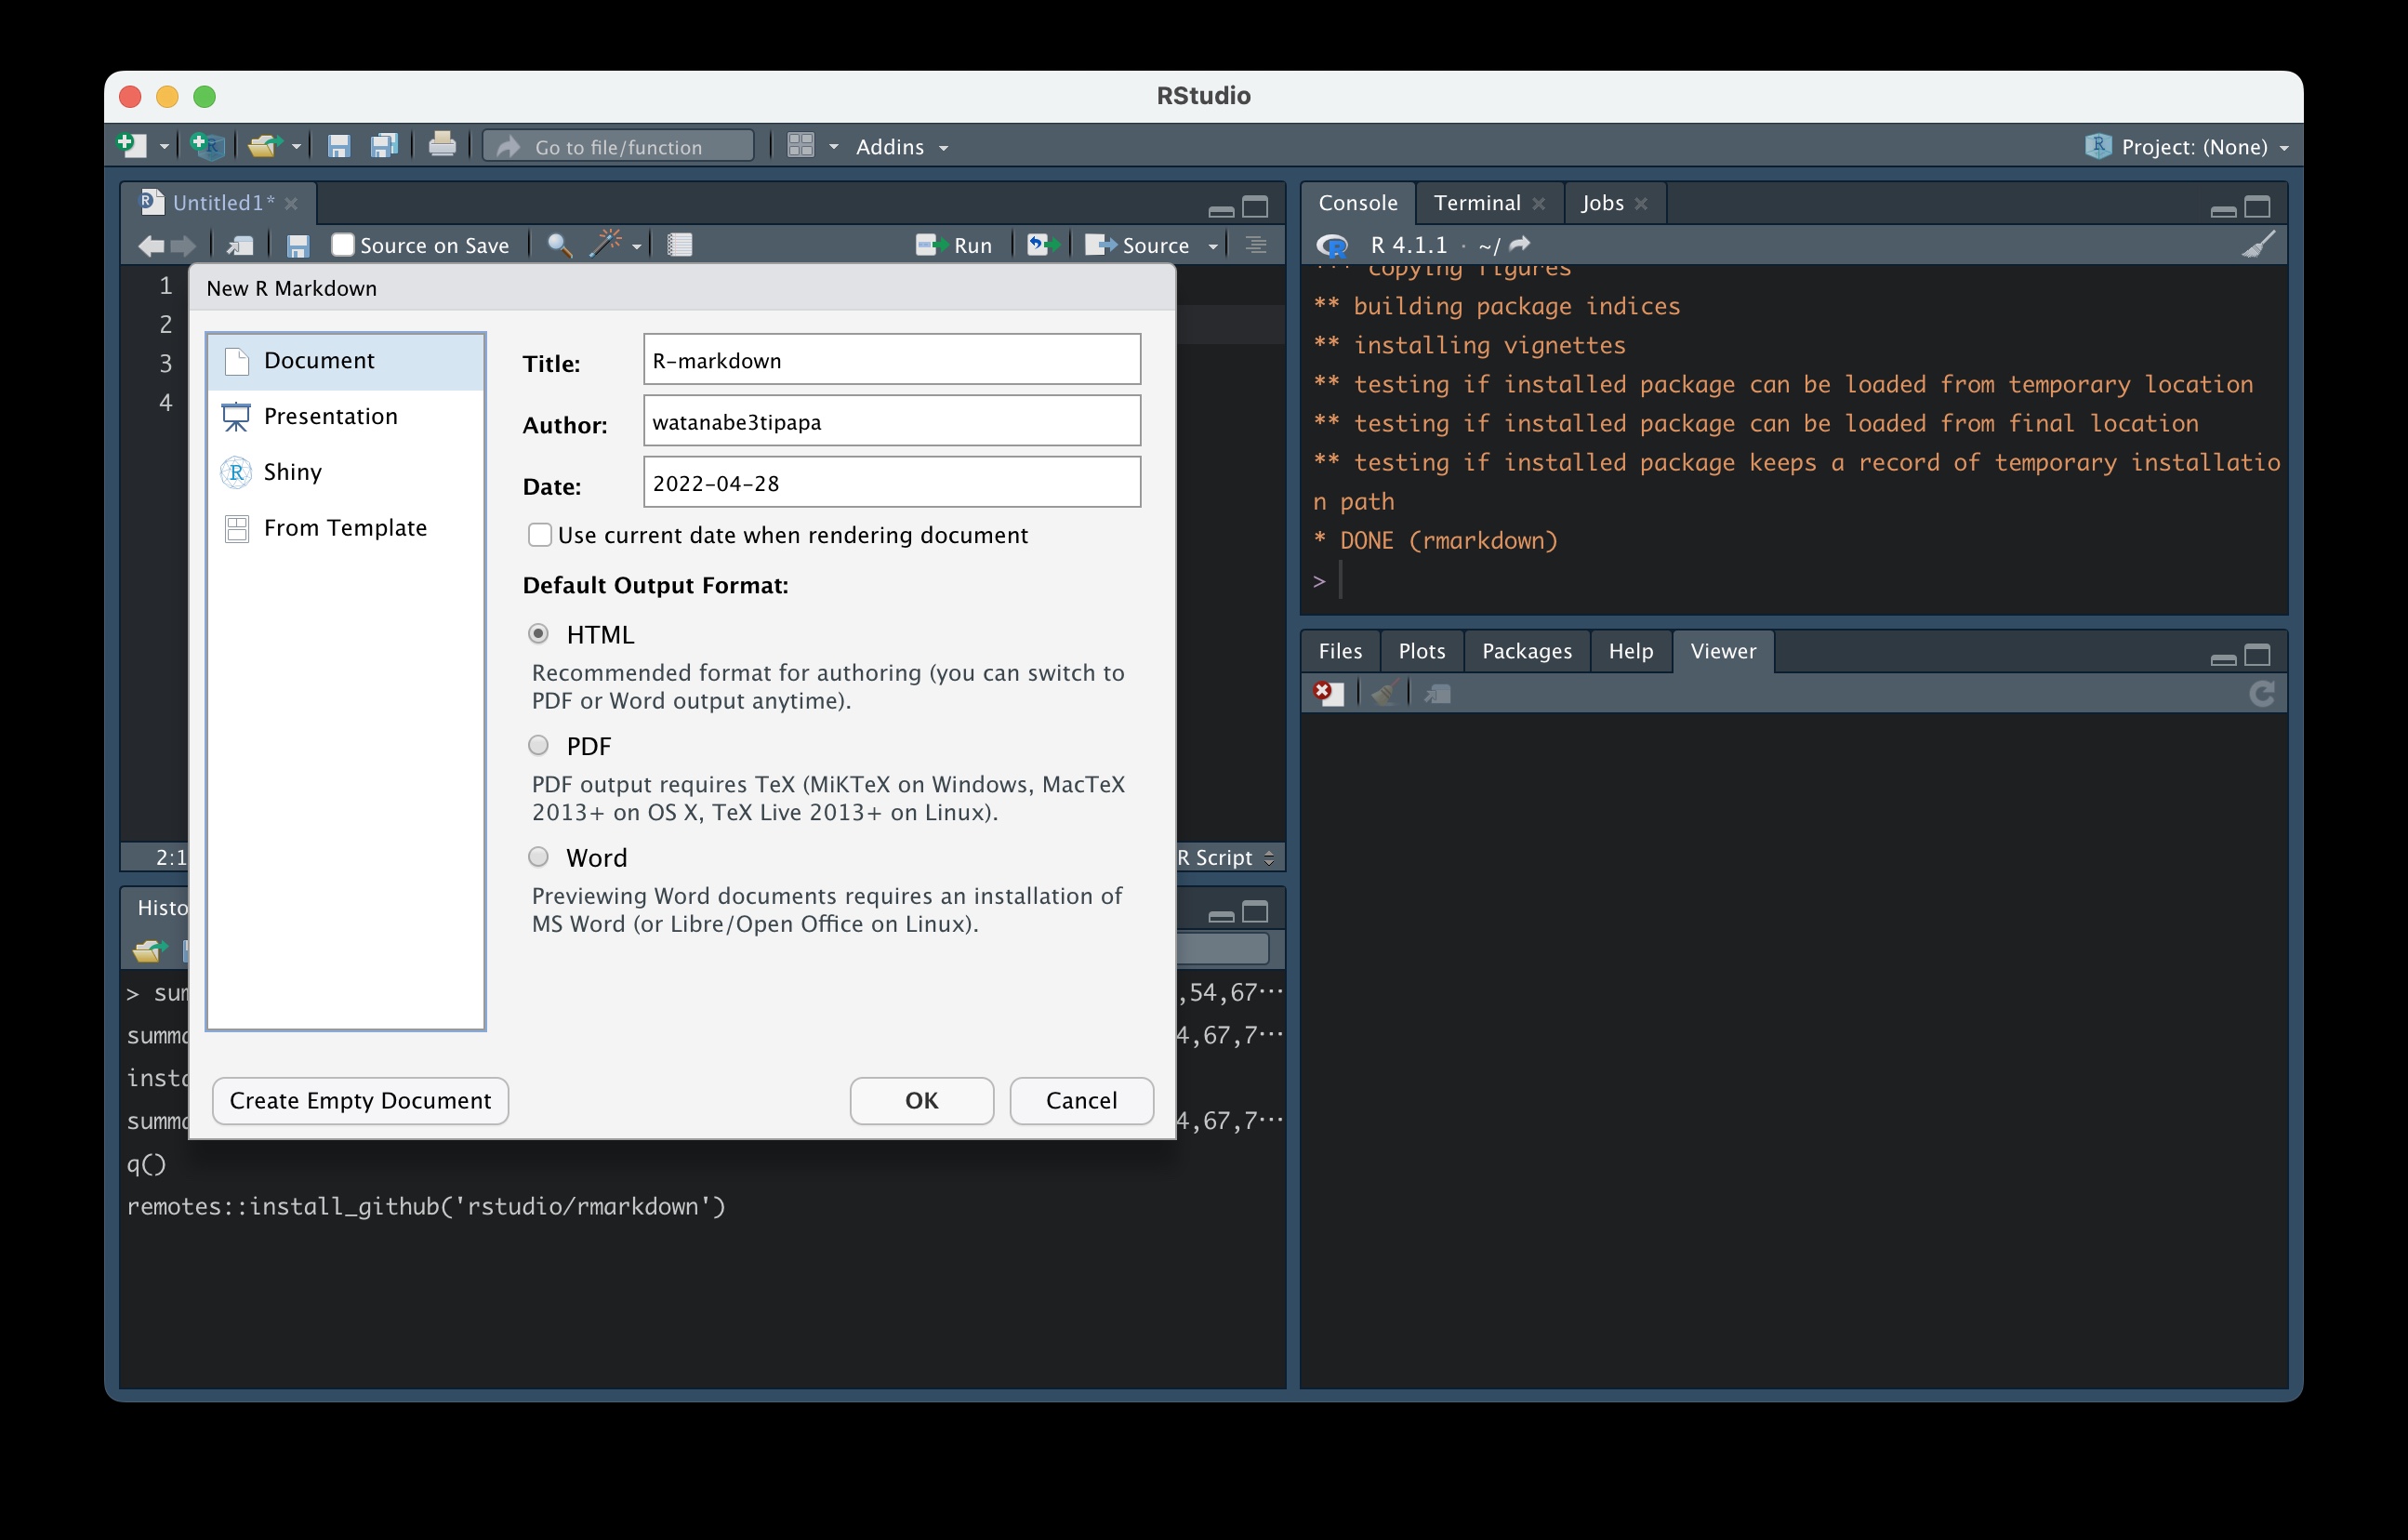 RStudio
Go to file/function
Addins
Project: (None)
Untitled1*
Source on Save
Run
Source
1
2
3
4
New R Markdown
Document
Presentation
Shiny
From Template
Title:
R-markdown
Author:
watanabe3tipapa
Date:
2022-04-28
Use current date when rendering document
Default Output Format:
HTML
Recommended format for authoring (you can switch to
PDF or Word output anytime).
PDF
PDF output requires TeX (MiKTeX on Windows, MacTeX
2013+ on OS X, TeX Live 2013+ on Linux).
Word
Previewing Word documents requires an installation of
MS Word (or Libre/Open Office on Linux).
Create Empty Document
OK
Cancel
2:1
R Script
,54,67⋯
4,67,7⋯
4,67,7⋯
q()
remotes::install_github('rstudio/rmarkdown')
Console
Terminal
Jobs
R 4.1.1 · ~/
*** copying figures
** building package indices
** installing vignettes
** testing if installed package can be loaded from temporary location
** testing if installed package can be loaded from final location
** testing if installed package keeps a record of temporary installatio
n path
* DONE (rmarkdown)
>
Files
Plots
Packages
Help
Viewer